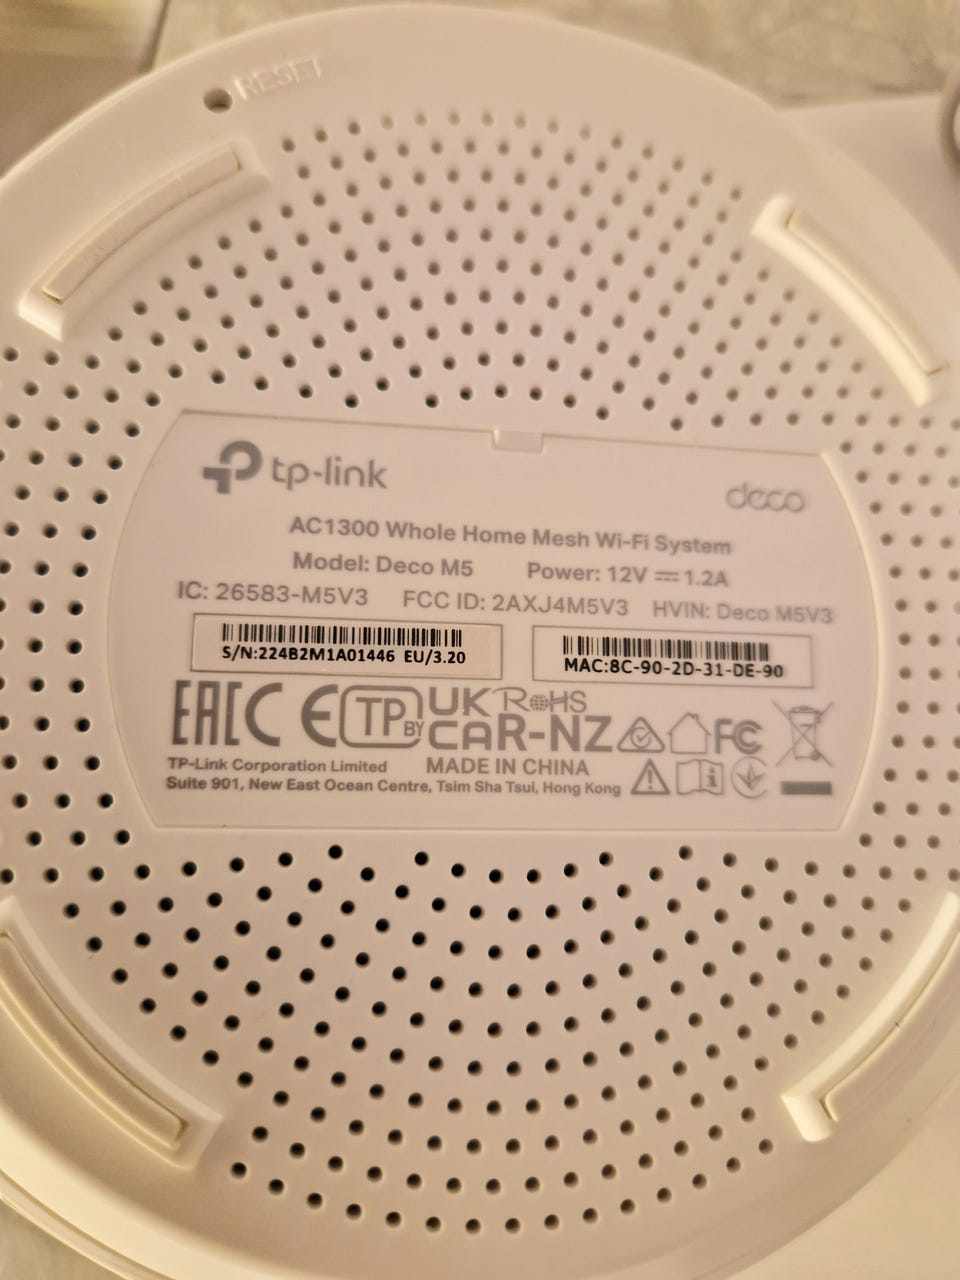 RESET
tp-link
deco
AC1300 Whole Home Mesh Wi-Fi System
Model: Deco M5 Power: 12V ⎓ 1.2A
IC: 26583-M5V3 FCC ID: 2AXJ4M5V3 HVIN: Deco M5V3
S/N:224B2M1A01446 EU/3.20
MAC:8C-90-2D-31-DE-90
EAC CE TP BY UK CA RoHS R-NZ FC
TP-Link Corporation Limited MADE IN CHINA
Suite 901, New East Ocean Centre, Tsim Sha Tsui, Hong Kong